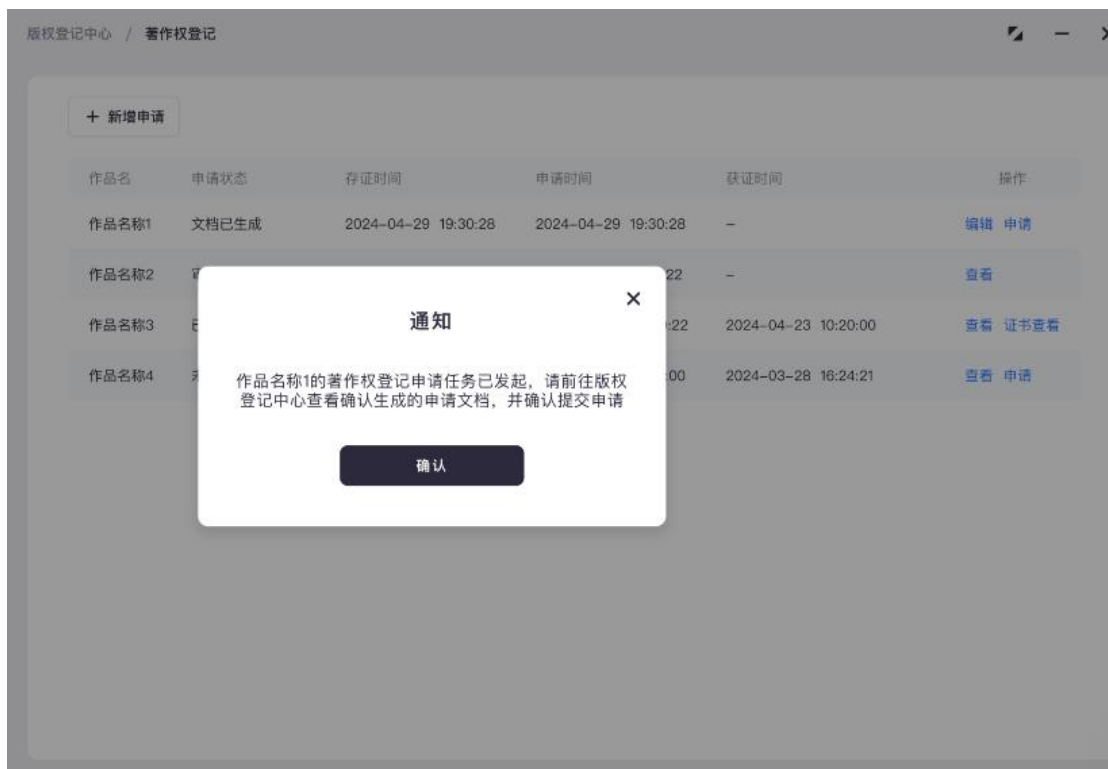 版权登记中心 / 著作权登记
+ 新增申请
作品名 申请状态 存证时间 申请时间 获证时间 操作
作品名称1 文档已生成 2024-04-29 19:30:28 2024-04-29 19:30:28 - 编辑 申请
作品名称2 22 - 查看
作品名称3 :22 2024-04-23 10:20:00 查看 证书查看
作品名称4 :00 2024-03-28 16:24:21 查看 申请
通知
作品名称1的著作权登记申请任务已发起，请前往版权
登记中心查看确认生成的申请文档，并确认提交申请
确认